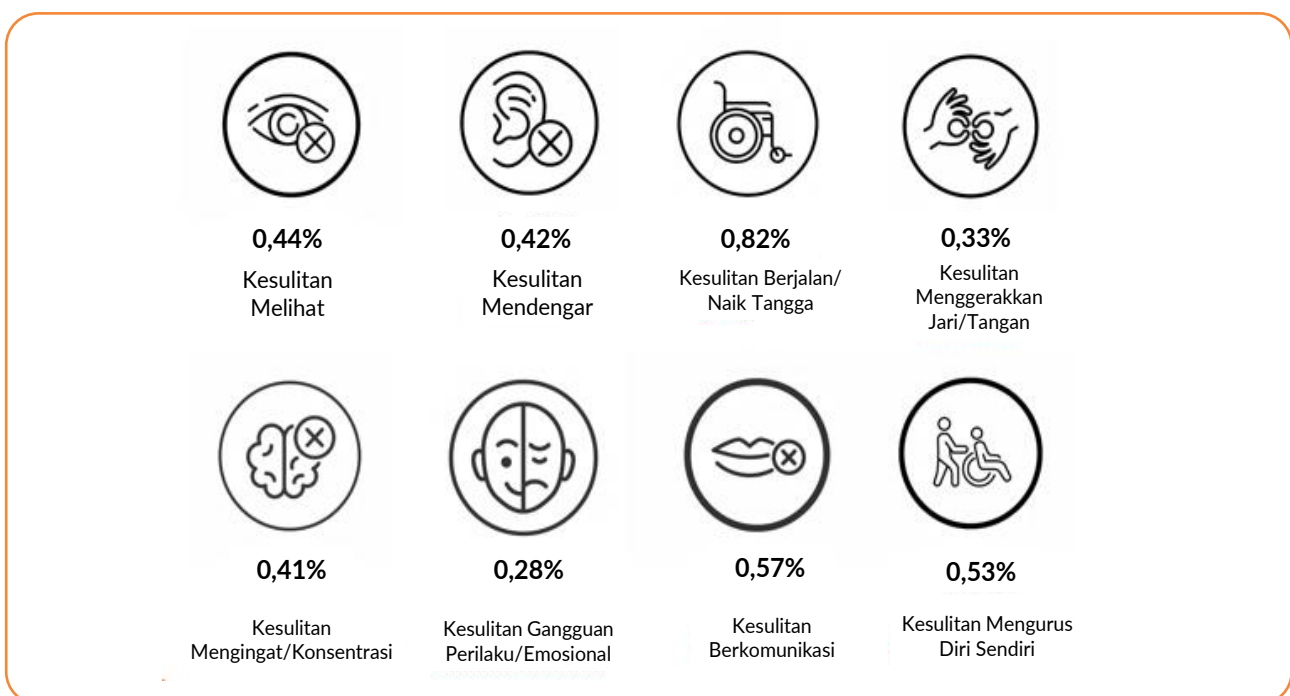 0,44%
Kesulitan
Melihat
0,42%
Kesulitan
Mendengar
0,82%
Kesulitan Berjalan/
Naik Tangga
0,33%
Kesulitan
Menggerakkan
Jari/Tangan
0,41%
Kesulitan
Mengingat/Konsentrasi
0,28%
Kesulitan Gangguan
Perilaku/Emosional
0,57%
Kesulitan
Berkomunikasi
0,53%
Kesulitan Mengurus
Diri Sendiri